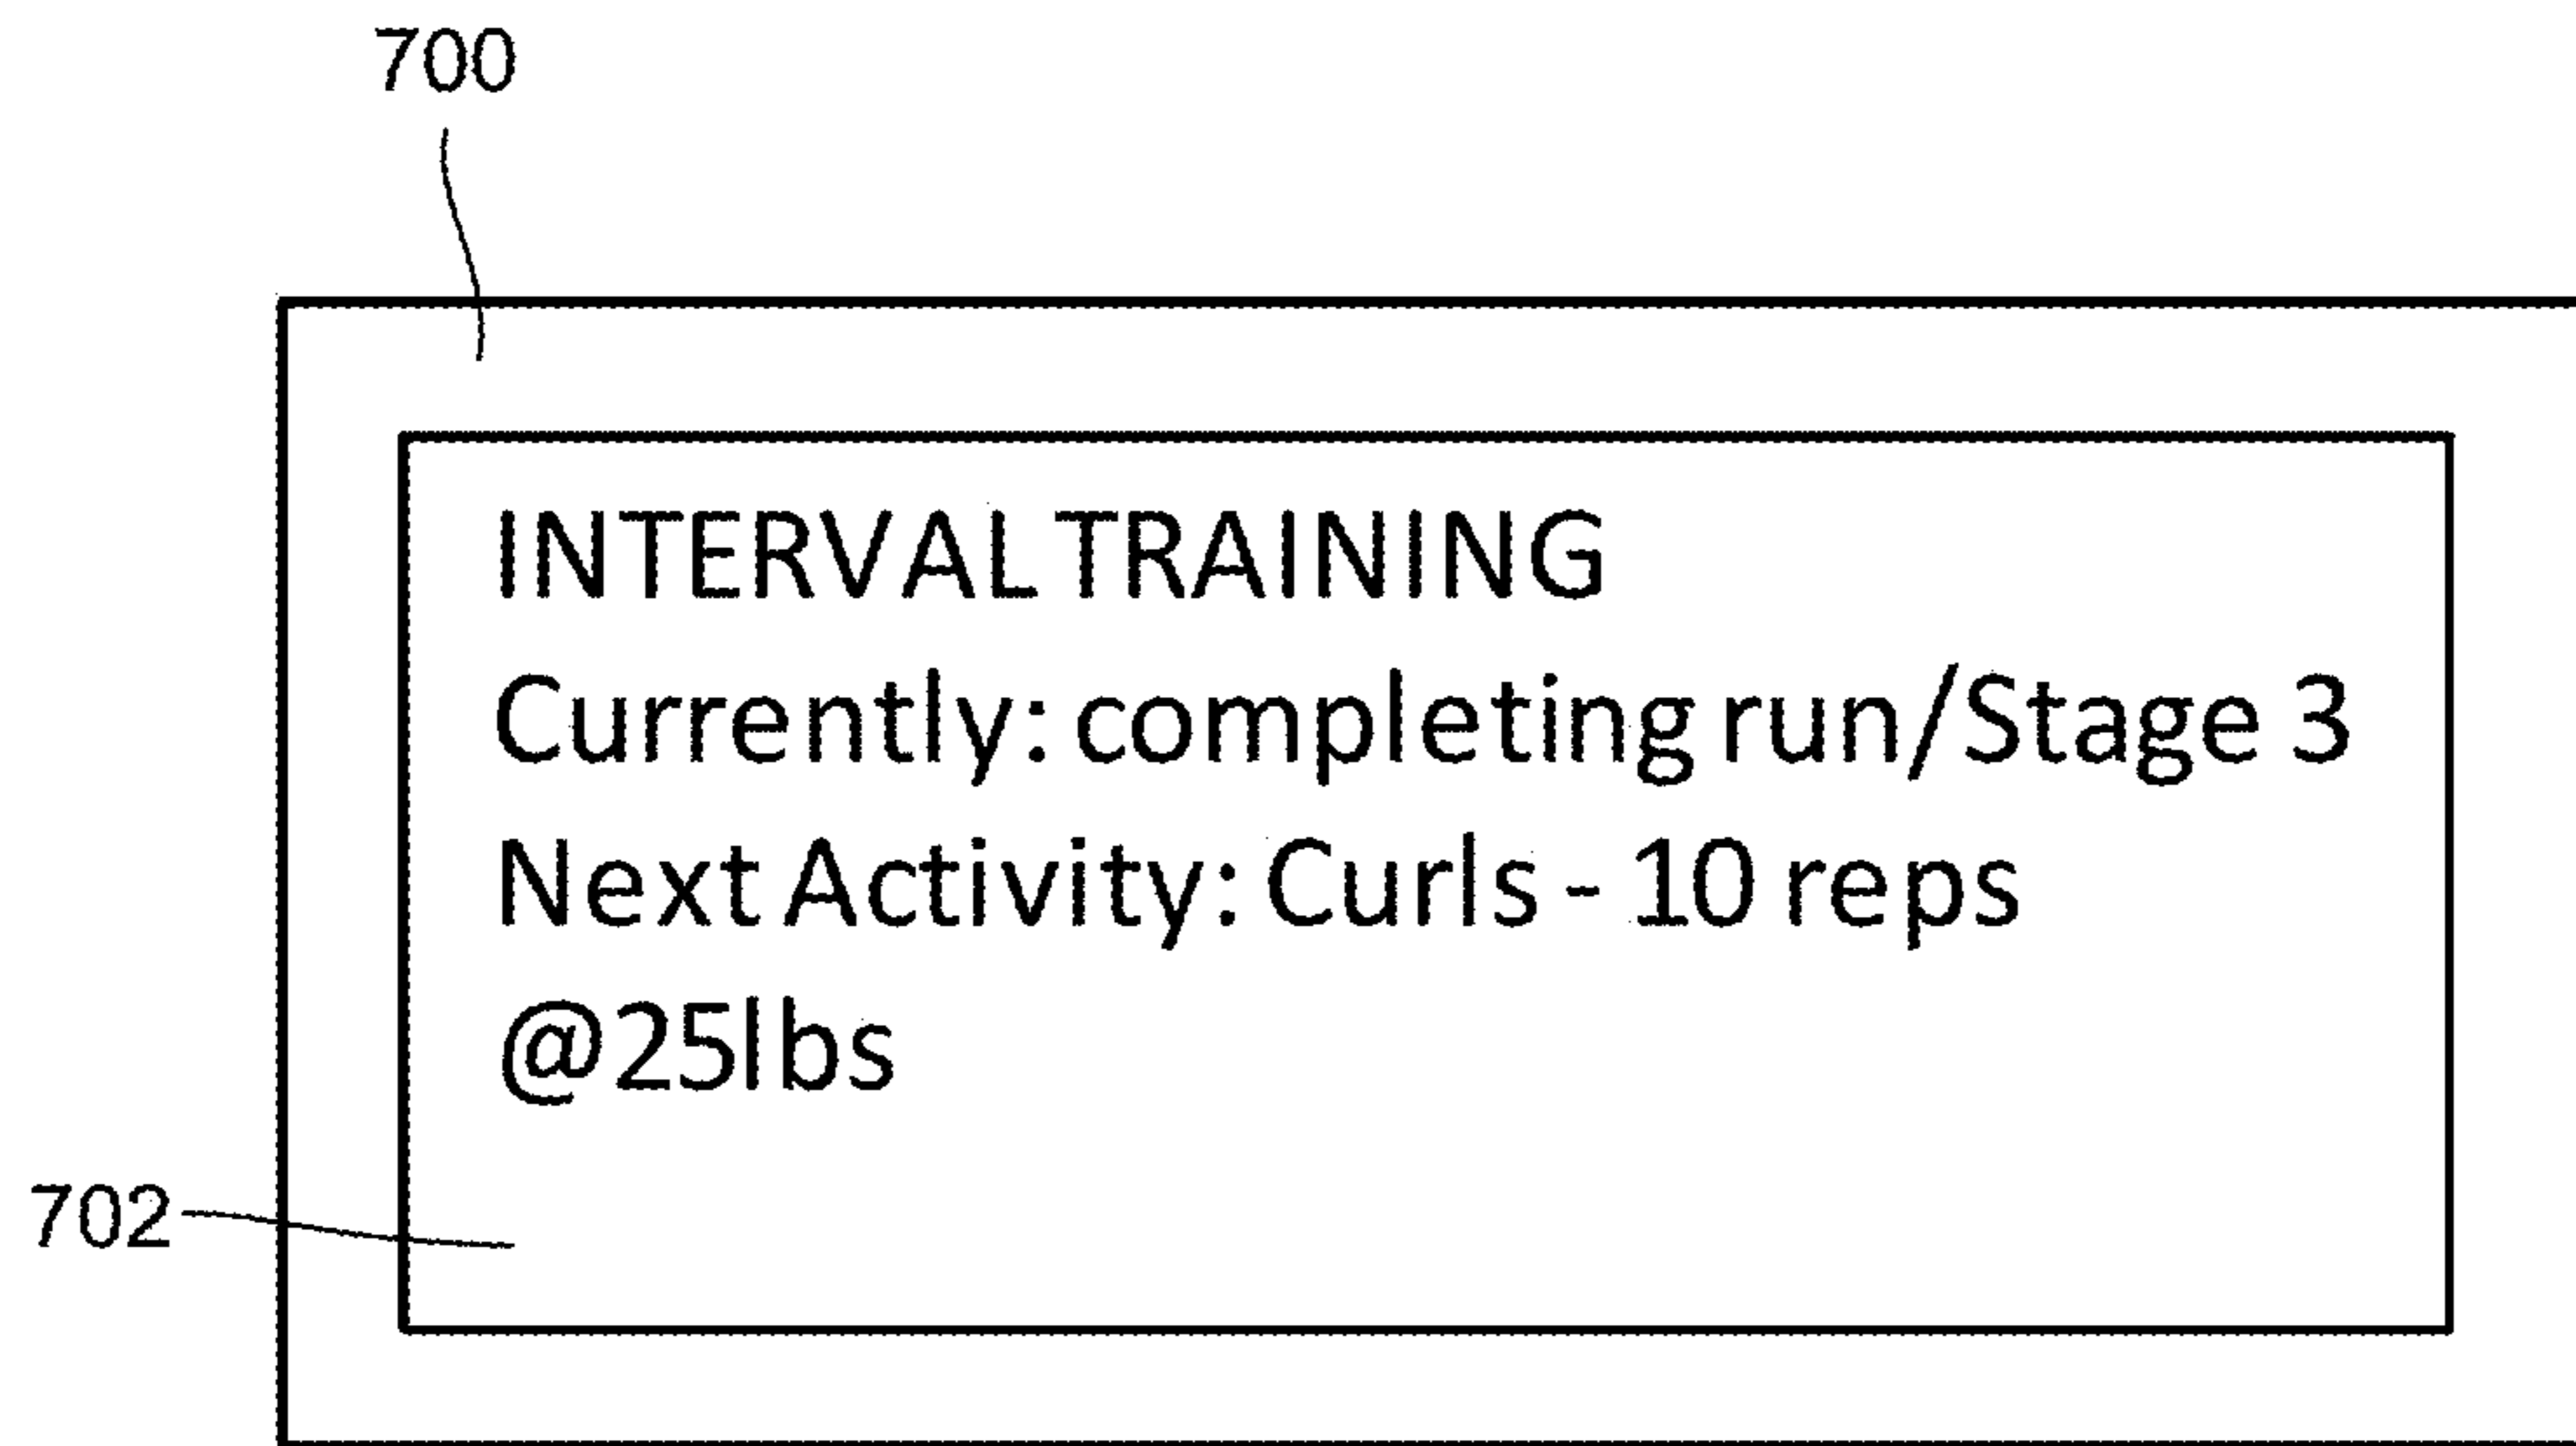 700
INTERVAL TRAINING
Currently: completing run/Stage 3
Next Activity: Curls - 10 reps
@25lbs
702